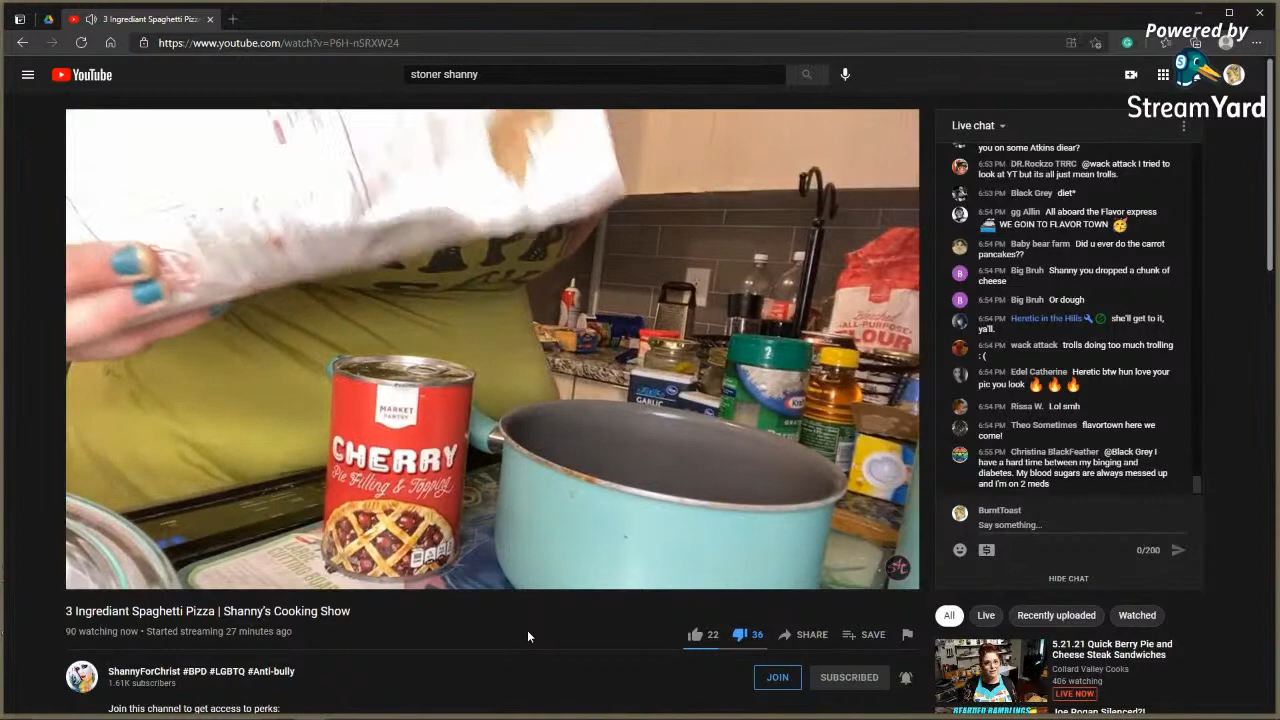 3 Ingrediant Spaghetti Pizza
https://www.youtube.com/watch?v=P6H-nSRXW24
Powered by
StreamYard
YouTube
stoner shanny
Bleached
ALL-PURPOSE
FLOUR
Kraft
GARLIC
MARKET
PANTRY
CHERRY
Pie Filling & Topping
3 Ingrediant Spaghetti Pizza | Shanny's Cooking Show
90 watching now • Started streaming 27 minutes ago
22
36
SHARE
SAVE
ShannyForChrist #BPD #LGBTQ #Anti-bully
1.61K subscribers
JOIN
SUBSCRIBED
Join this channel to get access to perks:
Live chat
you on some Atkins diear?
6:53 PM DR.Rockzo TRRC @wack attack I tried to
look at YT but its all just mean trolls.
6:53 PM Black Grey diet*
6:54 PM gg Allin All aboard the Flavor express
WE GOIN TO FLAVOR TOWN
6:54 PM Baby bear farm Did u ever do the carrot
pancakes??
B
6:54 PM Big Bruh Shanny you dropped a chunk of
cheese
B
6:54 PM Big Bruh Or dough
6:54 PM Heretic in the Hills she'll get to it,
ya'll.
6:54 PM wack attack trolls doing too much trolling
: (
6:54 PM Edel Catherine Heretic btw hun love your
pic you look
6:54 PM Rissa W. Lol smh
6:54 PM Theo Sometimes flavortown here we
come!
6:55 PM Christina BlackFeather @Black Grey I
have a hard time between my binging and
diabetes. My blood sugars are always messed up
and I'm on 2 meds
BurntToast
Say something...
0/200
HIDE CHAT
All
Live
Recently uploaded
Watched
5.21.21 Quick Berry Pie and
Cheese Steak Sandwiches
Collard Valley Cooks
406 watching
LIVE NOW
BEARDED RAMBLINGS
Joe Rogan Silenced?!